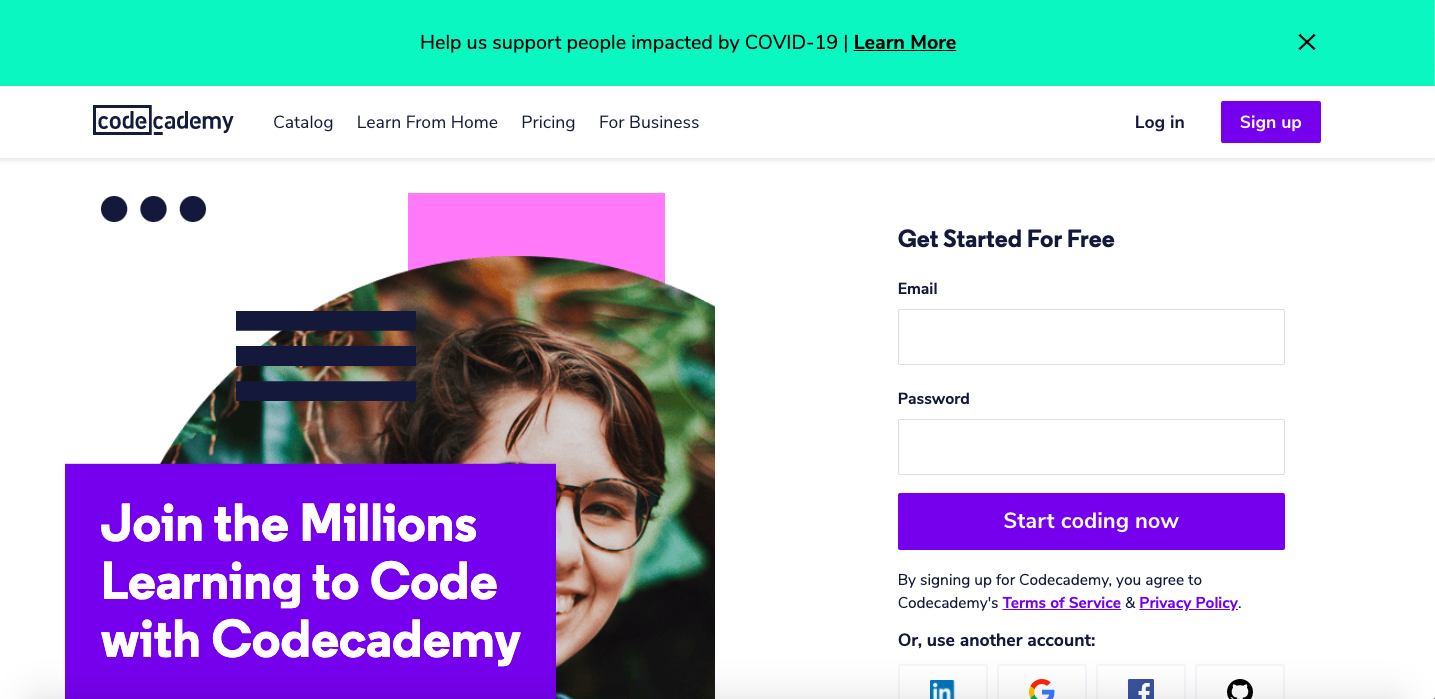 Help us support people impacted by COVID-19 | Learn More
codecademy
Catalog
Learn From Home
Pricing
For Business
Log in
Sign up
Join the Millions
Learning to Code
with Codecademy
Get Started For Free
Email
Password
Start coding now
By signing up for Codecademy, you agree to
Codecademy's Terms of Service & Privacy Policy.
Or, use another account:
in
G
f